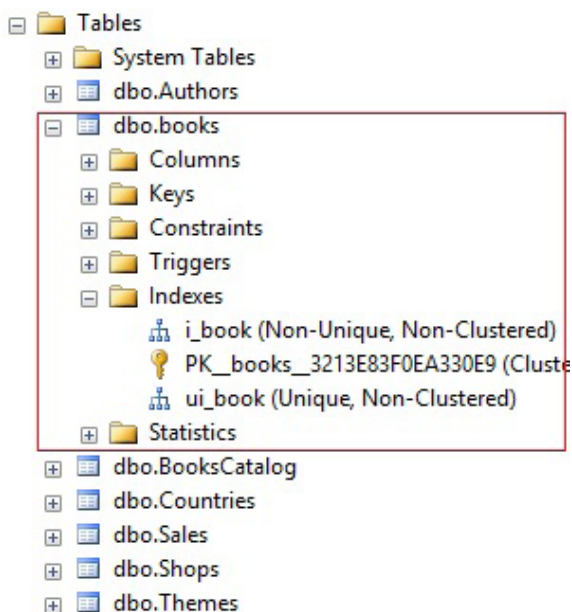 Tables
System Tables
dbo.Authors
dbo.books
Columns
Keys
Constraints
Triggers
Indexes
i_book (Non-Unique, Non-Clustered)
PK__books__3213E83F0EA330E9 (Cluste
ui_book (Unique, Non-Clustered)
Statistics
dbo.BooksCatalog
dbo.Countries
dbo.Sales
dbo.Shops
dbo.Themes